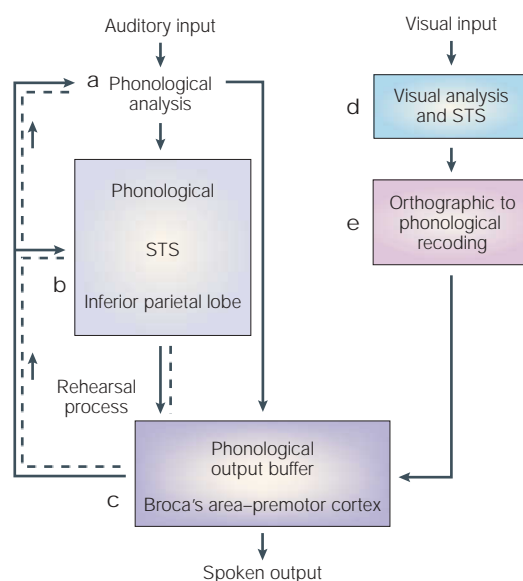 Auditory input
a
Phonological
analysis
Phonological
STS
b
Inferior parietal lobe
Rehearsal
process
Phonological
output buffer
c
Broca's area–premotor cortex
Spoken output
Visual input
d
Visual analysis
and STS
e
Orthographic to
phonological
recoding